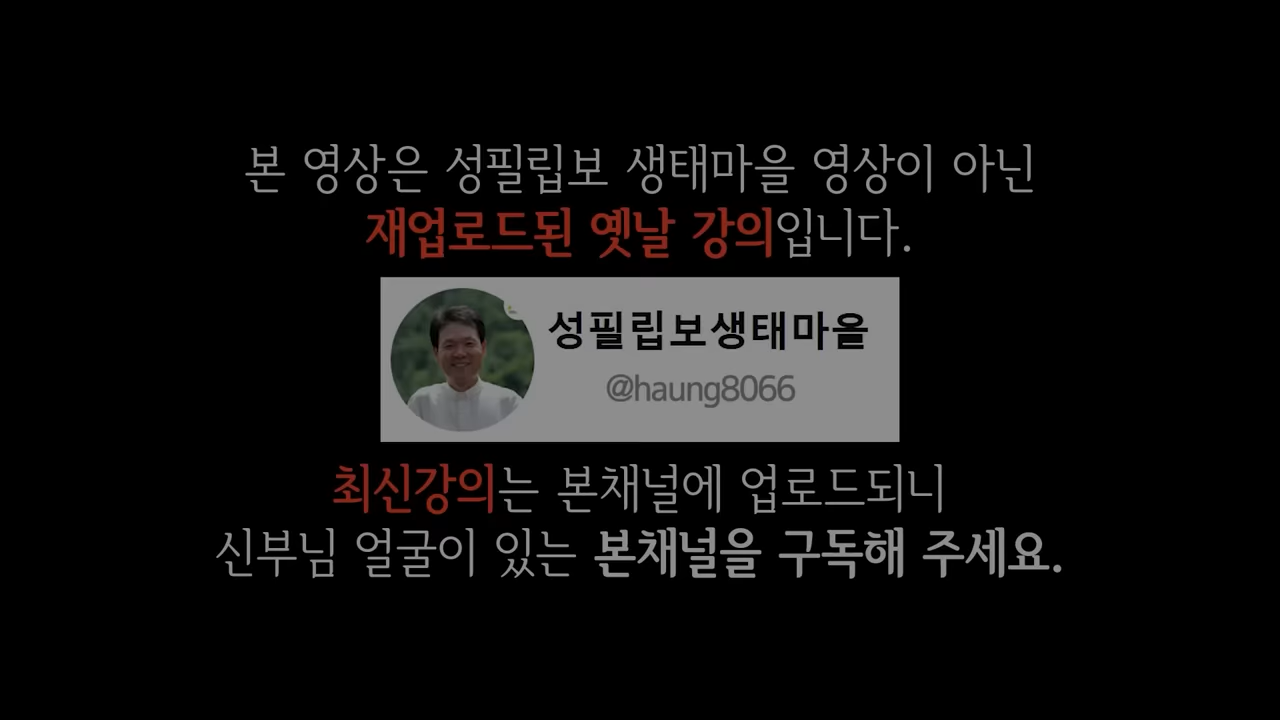 본 영상은 성필립보 생태마을 영상이 아닌
재업로드된 옛날 강의입니다.
성필립보생태마을
@haung8066
최신강의는 본채널에 업로드되니
신부님 얼굴이 있는 본채널을 구독해 주세요.